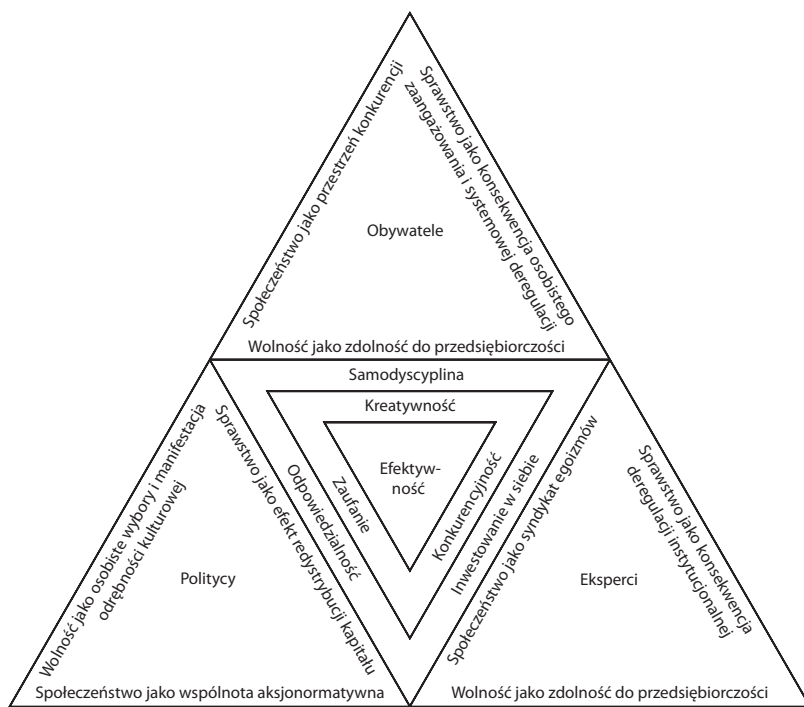 Społeczeństwo jako przestrzeń konkurencji
Sprawstwo jako konsekwencja osobistego
zaangażowania i systemowej deregulacji
Obywatele
Wolność jako zdolność do przedsiębiorczości
Samodyscyplina
Kreatywność
Efektyw-
ność
Zaufanie
Konkurencyjność
Odpowiedzialność
Inwestowanie w siebie
Wolność jako osobiste wybory i manifestacja
odrębności kulturowej
Sprawstwo jako efekt redystrybucji kapitału
Politycy
Społeczeństwo jako wspólnota aksjonormatywna
Społeczeństwo jako syndykat egoizmów
Sprawstwo jako konsekwencja
deregulacji instytucjonalnej
Eksperci
Wolność jako zdolność do przedsiębiorczości